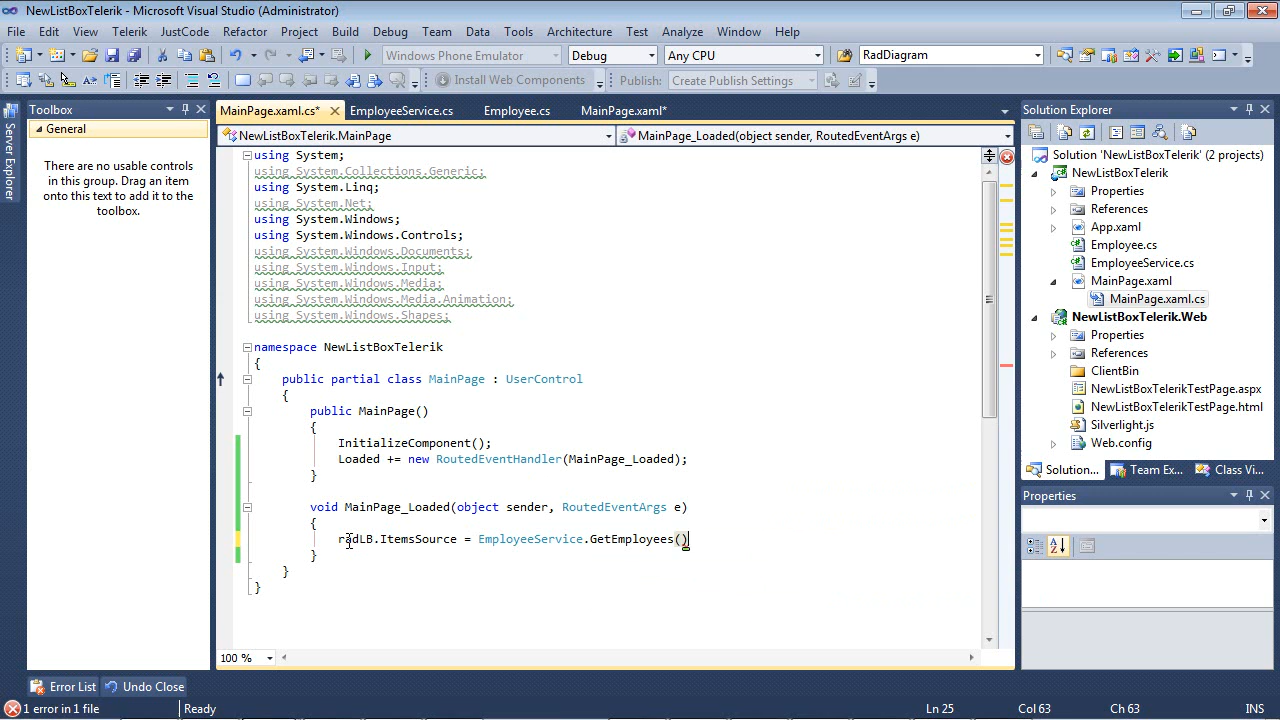 NewListBoxTelerik - Microsoft Visual Studio (Administrator)
File Edit View Telerik JustCode Refactor Project Build Debug Team Data Tools Architecture Test Analyze Window Help
Windows Phone Emulator Debug Any CPU RadDiagram
Install Web Components Publish: Create Publish Settings
Server Explorer
Toolbox
General
There are no usable controls
in this group. Drag an item
onto this text to add it to the
toolbox.
MainPage.xaml.cs* EmployeeService.cs Employee.cs MainPage.xaml*
NewListBoxTelerik.MainPage MainPage_Loaded(object sender, RoutedEventArgs e)
using System;
using System.Collections.Generic;
using System.Linq;
using System.Net;
using System.Windows;
using System.Windows.Controls;
using System.Windows.Documents;
using System.Windows.Input;
using System.Windows.Media;
using System.Windows.Media.Animation;
using System.Windows.Shapes;
namespace NewListBoxTelerik
{
public partial class MainPage : UserControl
{
public MainPage()
{
InitializeComponent();
Loaded += new RoutedEventHandler(MainPage_Loaded);
}
void MainPage_Loaded(object sender, RoutedEventArgs e)
{
radLB.ItemsSource = EmployeeService.GetEmployees()
}
}
}
100 %
Solution Explorer
Solution 'NewListBoxTelerik' (2 projects)
NewListBoxTelerik
Properties
References
App.xaml
Employee.cs
EmployeeService.cs
MainPage.xaml
MainPage.xaml.cs
NewListBoxTelerik.Web
Properties
References
ClientBin
NewListBoxTelerikTestPage.aspx
NewListBoxTelerikTestPage.html
Silverlight.js
Web.config
Solution... Team Ex... Class Vi...
Properties
Error List Undo Close
1 error in 1 file Ready Ln 25 Col 63 Ch 63 INS